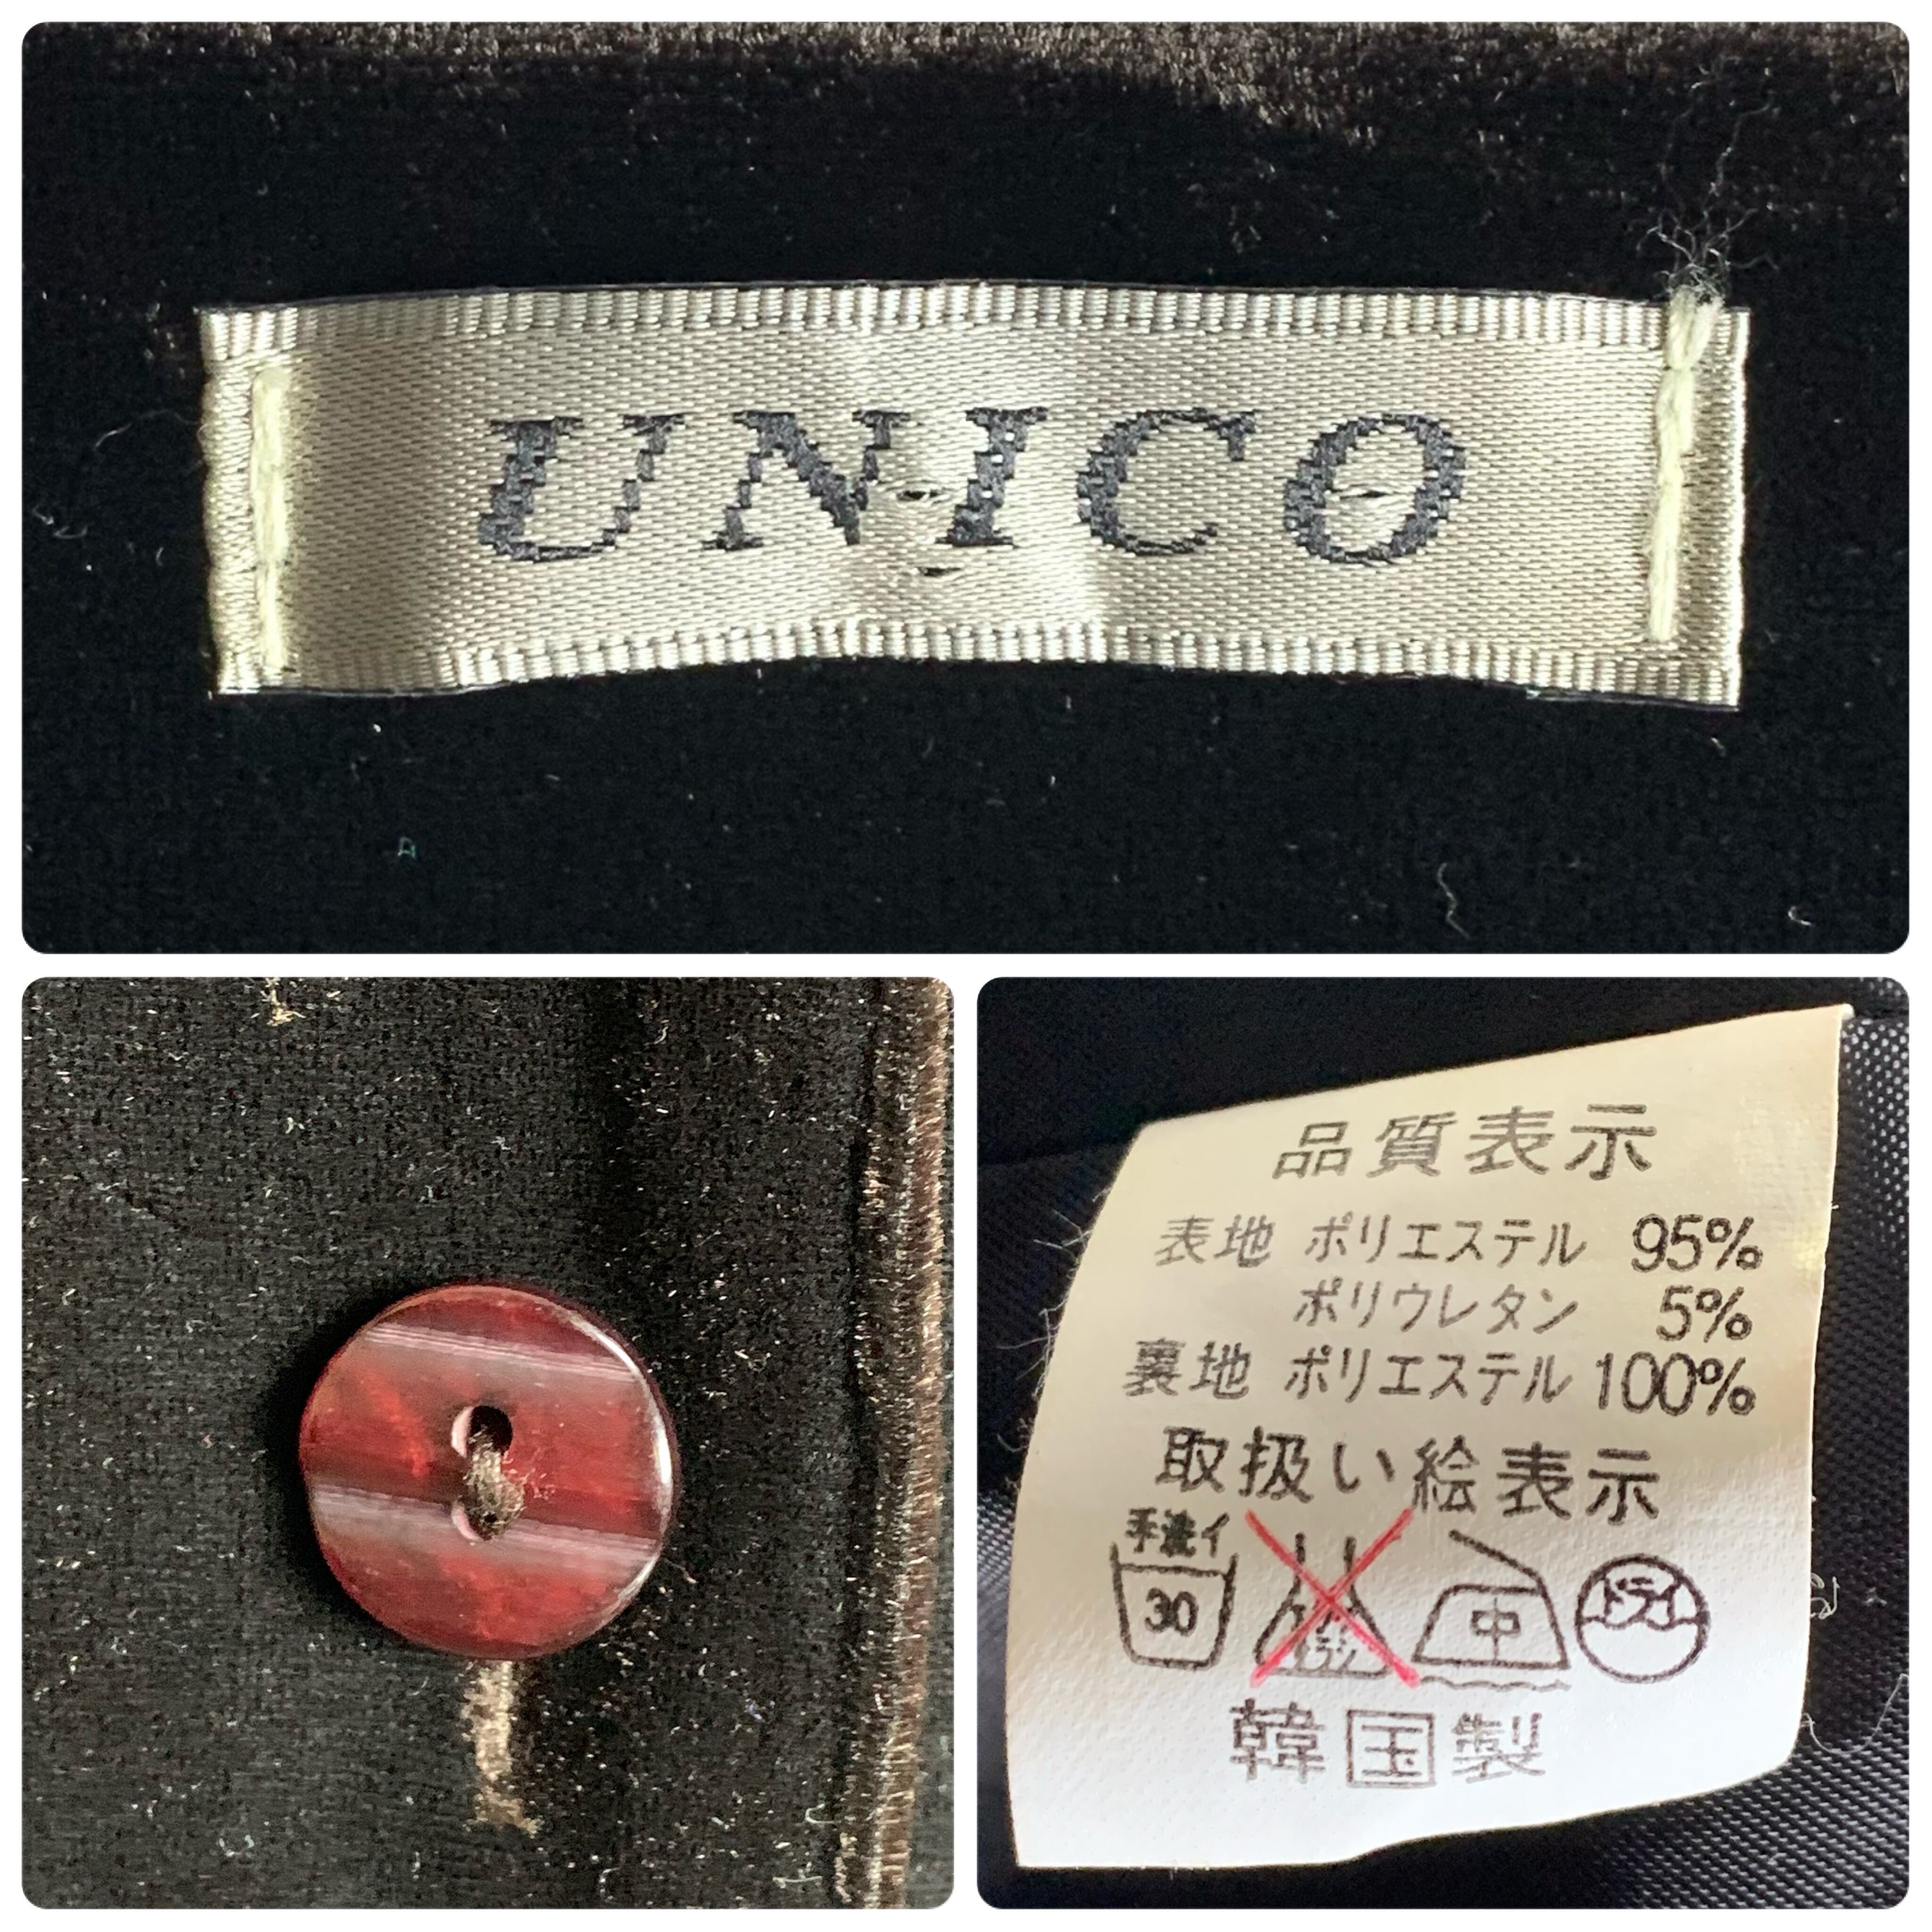 UNICO
品質表示
表地 ポリエステル 95%
ポリウレタン 5%
裏地 ポリエステル 100%
取扱い絵表示
手洗イ
30 中 ドライ
韓国製